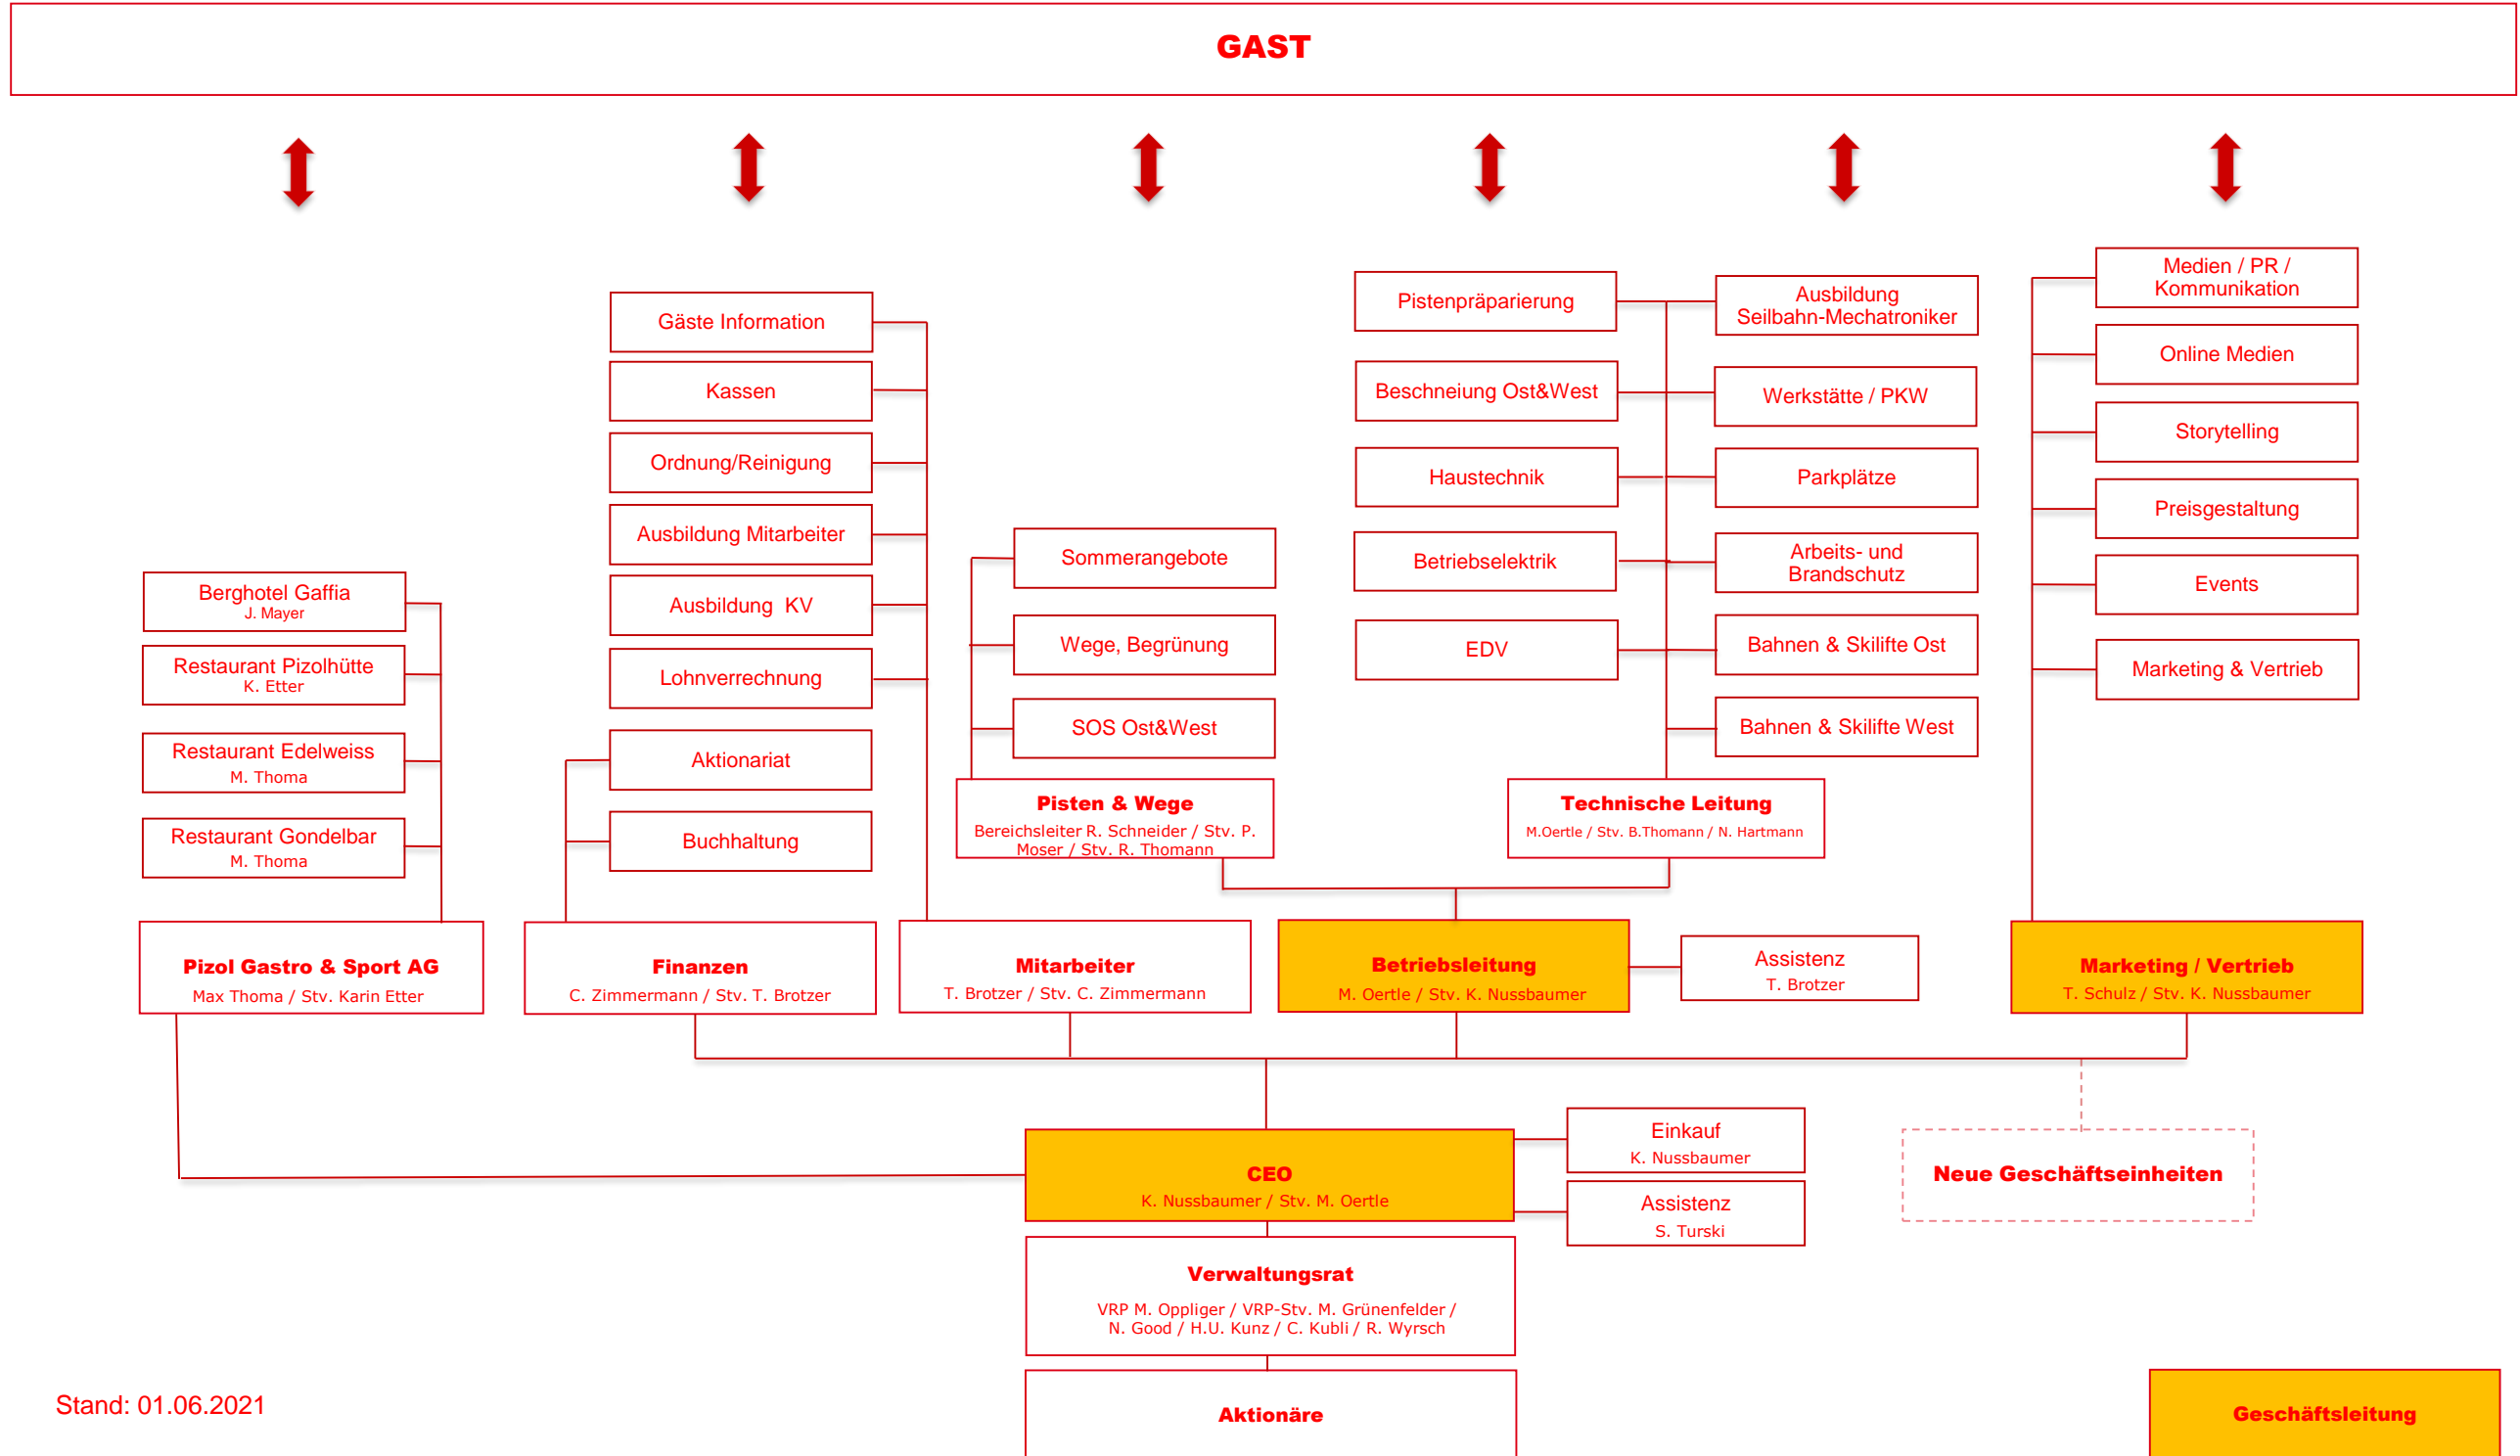 GAST
Berghotel Gaffia
J. Mayer
Restaurant Pizolhütte
K. Etter
Restaurant Edelweiss
M. Thoma
Restaurant Gondelbar
M. Thoma
Pizol Gastro & Sport AG
Max Thoma / Stv. Karin Etter
Gäste Information
Kassen
Ordnung/Reinigung
Ausbildung Mitarbeiter
Ausbildung  KV
Lohnverrechnung
Aktionariat
Buchhaltung
Finanzen
C. Zimmermann / Stv. T. Brotzer
Mitarbeiter
T. Brotzer / Stv. C. Zimmermann
Sommerangebote
Wege, Begrünung
SOS Ost&West
Pisten & Wege
Bereichsleiter R. Schneider / Stv. P.
Moser / Stv. R. Thomann
Pistenpräparierung
Beschneiung Ost&West
Haustechnik
Betriebselektrik
EDV
Ausbildung
Seilbahn-Mechatroniker
Werkstätte / PKW
Parkplätze
Arbeits- und
Brandschutz
Bahnen & Skilifte Ost
Bahnen & Skilifte West
Technische Leitung
M.Oertle / Stv. B.Thomann / N. Hartmann
Betriebsleitung
M. Oertle / Stv. K. Nussbaumer
Assistenz
T. Brotzer
Medien / PR /
Kommunikation
Online Medien
Storytelling
Preisgestaltung
Events
Marketing & Vertrieb
Marketing / Vertrieb
T. Schulz / Stv. K. Nussbaumer
CEO
K. Nussbaumer / Stv. M. Oertle
Einkauf
K. Nussbaumer
Assistenz
S. Turski
Neue Geschäftseinheiten
Verwaltungsrat
VRP M. Oppliger / VRP-Stv. M. Grünenfelder /
N. Good / H.U. Kunz / C. Kubli / R. Wyrsch
Aktionäre
Stand: 01.06.2021
Geschäftsleitung